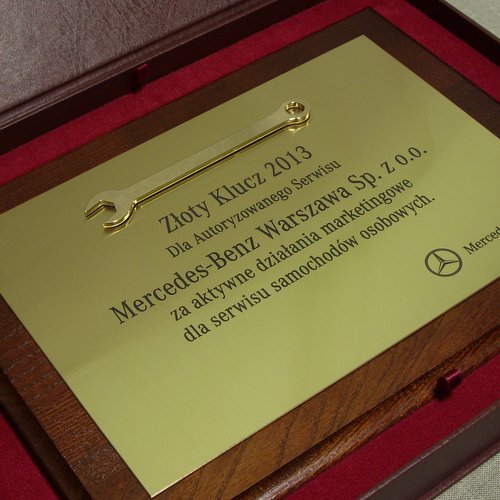 Złoty Klucz 2013
Dla Autoryzowanego Serwisu
Mercedes-Benz Warszawa Sp. z o.o.
za aktywne działania marketingowe
dla serwisu samochodów osobowych.
Merced